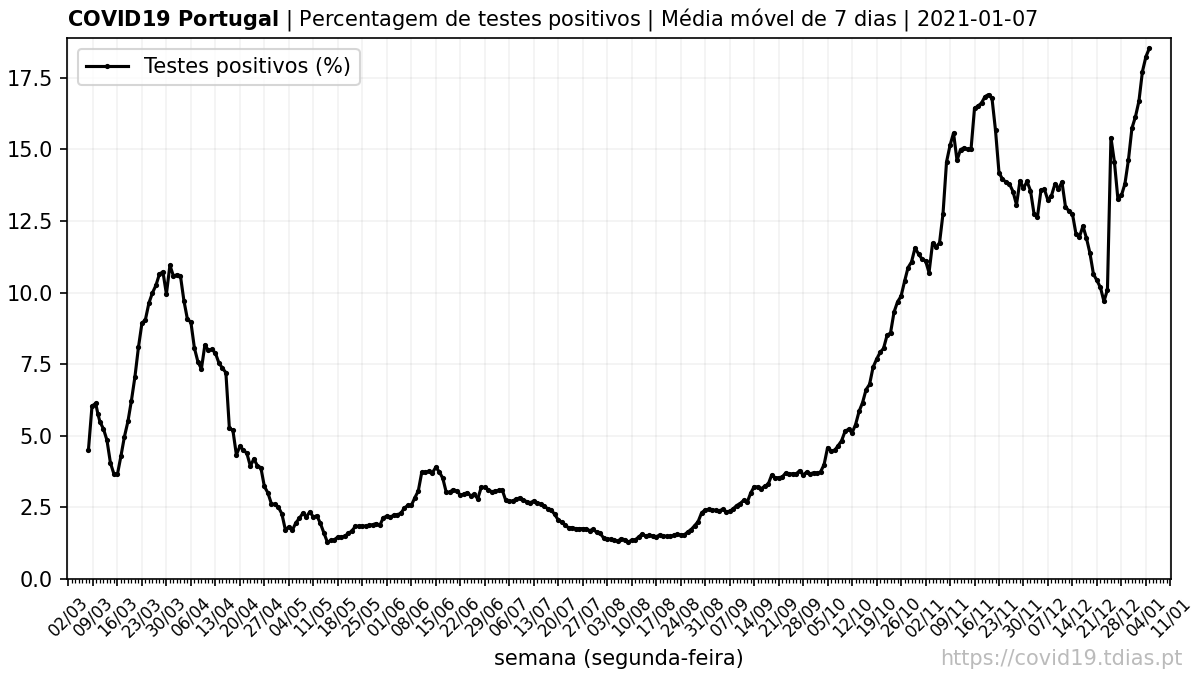 COVID19 Portugal | Percentagem de testes positivos | Média móvel de 7 dias | 2021-01-07
Testes positivos (%)
17.5
15.0
12.5
10.0
7.5
5.0
2.5
0.0
02/03 09/03 16/03 23/03 30/03 06/04 13/04 20/04 27/04 04/05 11/05 18/05 25/05 01/06 08/06 15/06 22/06 29/06 06/07 13/07 20/07 27/07 03/08 10/08 17/08 24/08 31/08 07/09 14/09 21/09 28/09 05/10 12/10 19/10 26/10 02/11 09/11 16/11 23/11 30/11 07/12 14/12 21/12 28/12 04/01 11/01
semana (segunda-feira)
https://covid19.tdias.pt